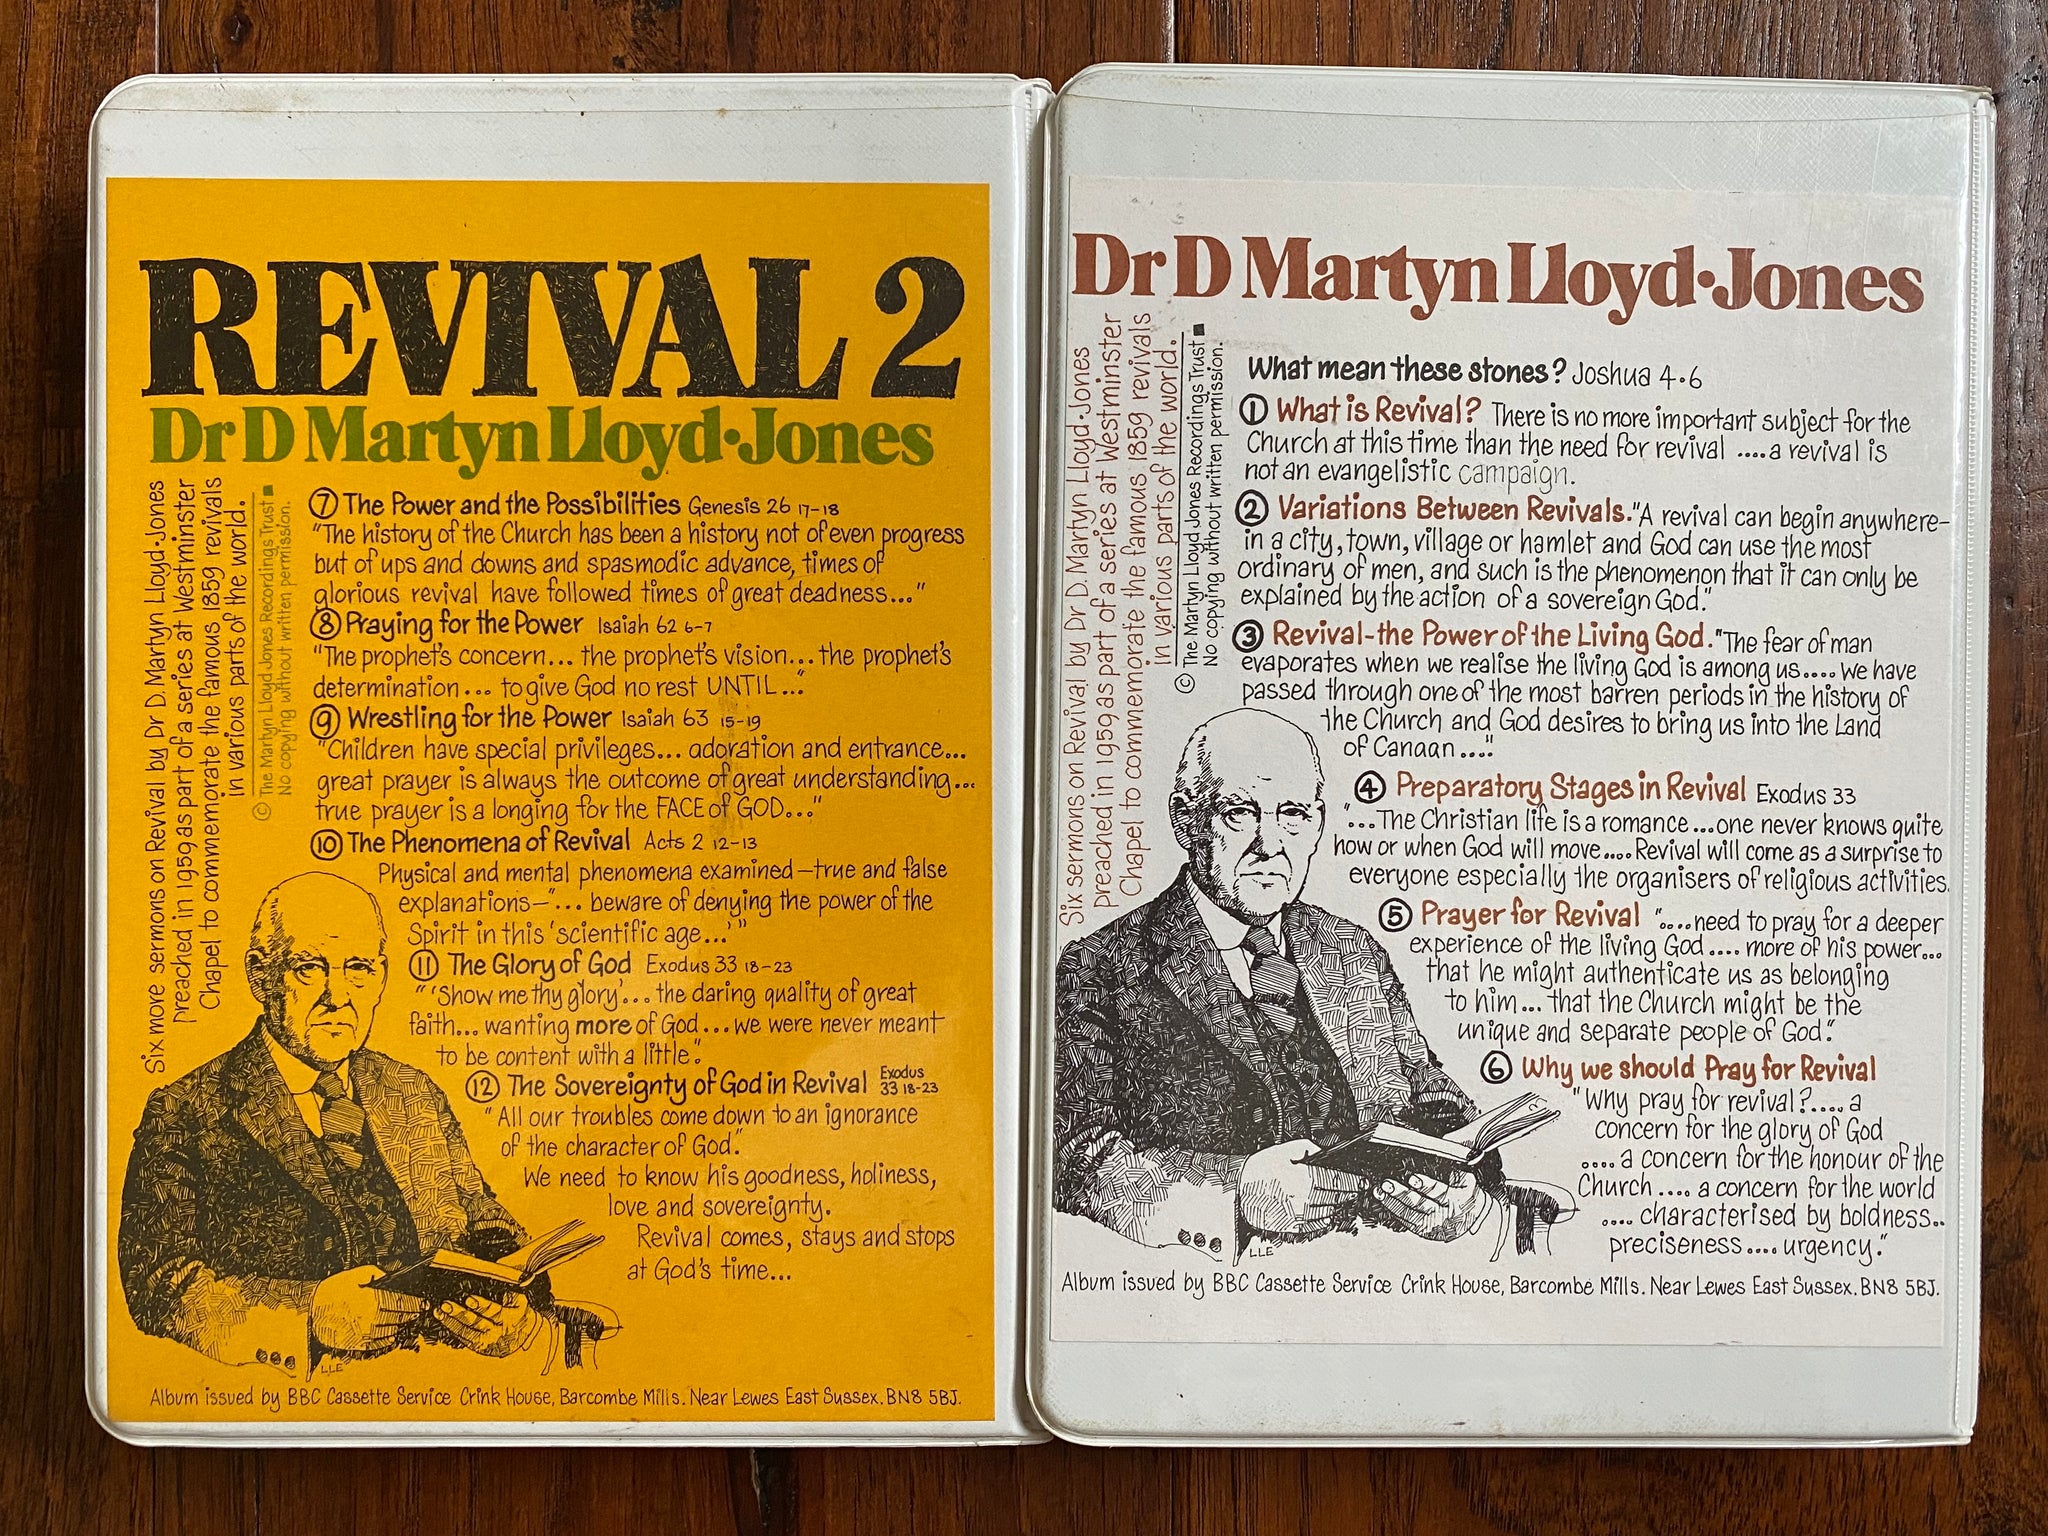 REVIVAL 2
Dr D Martyn Lloyd-Jones
Six more sermons on Revival by Dr D. Martyn Lloyd-Jones
preached in 1959 as part of a series at Westminster
Chapel to commemorate the famous 1859 revivals
in various parts of the world.
© The Martyn Lloyd Jones Recordings Trust
No copying without written permission.
⑦ The Power and the Possibilities Genesis 26 17-18
"The history of the Church has been a history not of even progress
but of ups and downs and spasmodic advance, times of
glorious revival have followed times of great deadness..."
⑧ Praying for the Power Isaiah 62 6-7
"The prophet's concern... the prophet's vision... the prophet's
determination... to give God no rest UNTIL..."
⑨ Wrestling for the Power Isaiah 63 15-19
"Children have special privileges... adoration and entrance...
great prayer is always the outcome of great understanding...
true prayer is a longing for the FACE of GOD..."
⑩ The Phenomena of Revival Acts 2 12-13
Physical and mental phenomena examined—true and false
explanations—"... beware of denying the power of the
Spirit in this 'scientific age...'"
⑪ The Glory of God Exodus 33 18-23
"'Show me thy glory'... the daring quality of great
faith... wanting more of God... we were never meant
to be content with a little".
⑫ The Sovereignty of God in Revival Exodus 33 18-23
"All our troubles come down to an ignorance
of the character of God."
We need to know his goodness, holiness,
love and sovereignty.
Revival comes, stays and stops
at God's time...
LLE
Album issued by BBC Cassette Service Crink House, Barcombe Mills. Near Lewes East Sussex. BN8 5BJ.
Dr D Martyn Lloyd-Jones
Six sermons on Revival by Dr D. Martyn Lloyd-Jones
preached in 1959 as part of a series at Westminster
Chapel to commemorate the famous 1859 revivals
in various parts of the world.
© The Martyn Lloyd Jones Recordings Trust
No copying without written permission.
What mean these stones? Joshua 4·6
① What is Revival? There is no more important subject for the
Church at this time than the need for revival ....a revival is
not an evangelistic campaign.
② Variations Between Revivals. "A revival can begin anywhere-
in a city, town, village or hamlet and God can use the most
ordinary of men, and such is the phenomenon that it can only be
explained by the action of a sovereign God."
③ Revival-the Power of the Living God. "The fear of man
evaporates when we realise the living God is among us.... we have
passed through one of the most barren periods in the history of
the Church and God desires to bring us into the Land
of Canaan ...."
④ Preparatory Stages in Revival Exodus 33
"...The Christian life is a romance...one never knows quite
how or when God will move.... Revival will come as a surprise to
everyone especially the organisers of religious activities.
⑤ Prayer for Revival "....need to pray for a deeper
experience of the living God .... more of his power...
that he might authenticate us as belonging
to him... that the Church might be the
unique and separate people of God".
⑥ Why we should Pray for Revival
"Why pray for revival?.... a
concern for the glory of God
.... a concern for the honour of the
Church .... a concern for the world
.... characterised by boldness..
preciseness .... urgency."
LLE
Album issued by BBC Cassette Service Crink House, Barcombe Mills. Near Lewes East Sussex. BN8 5BJ.